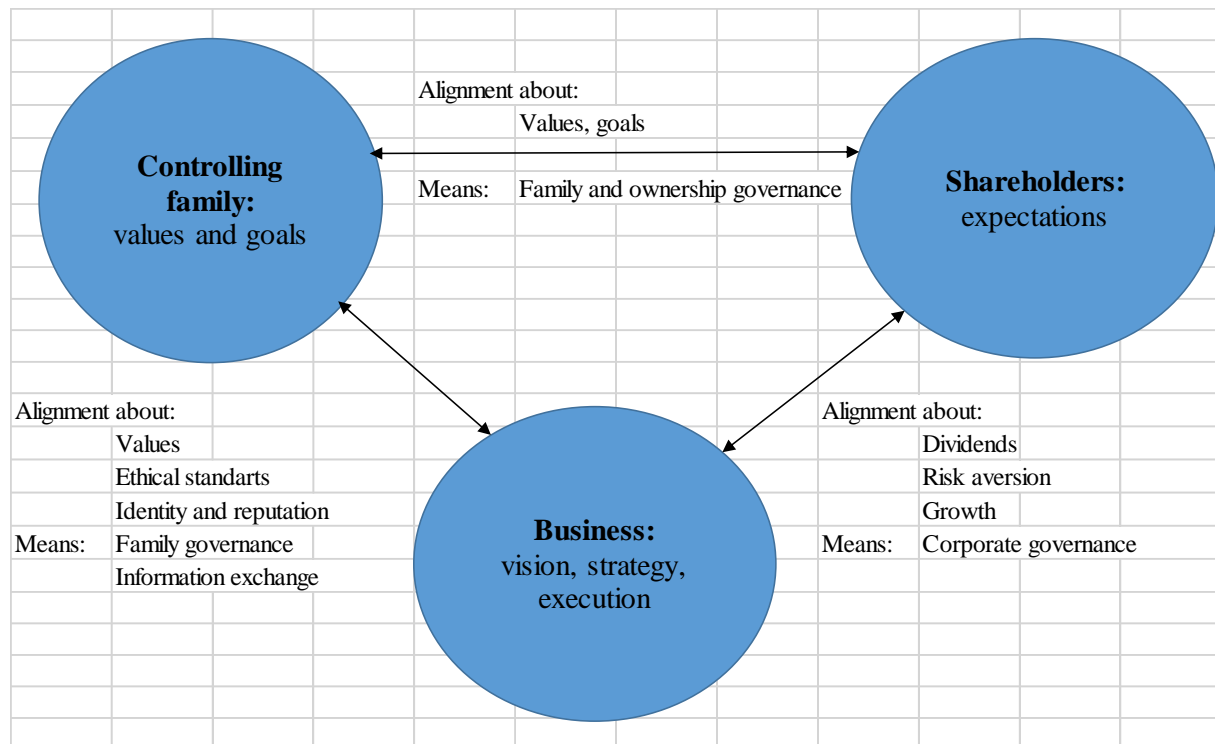 Alignment about:
Values, goals
Controlling
family:
values and goals
Means: Family and ownership governance
Shareholders:
expectations
Alignment about:
Values
Ethical standarts
Identity and reputation
Means: Family governance
Information exchange
Business:
vision, strategy,
execution
Alignment about:
Dividends
Risk aversion
Growth
Means: Corporate governance